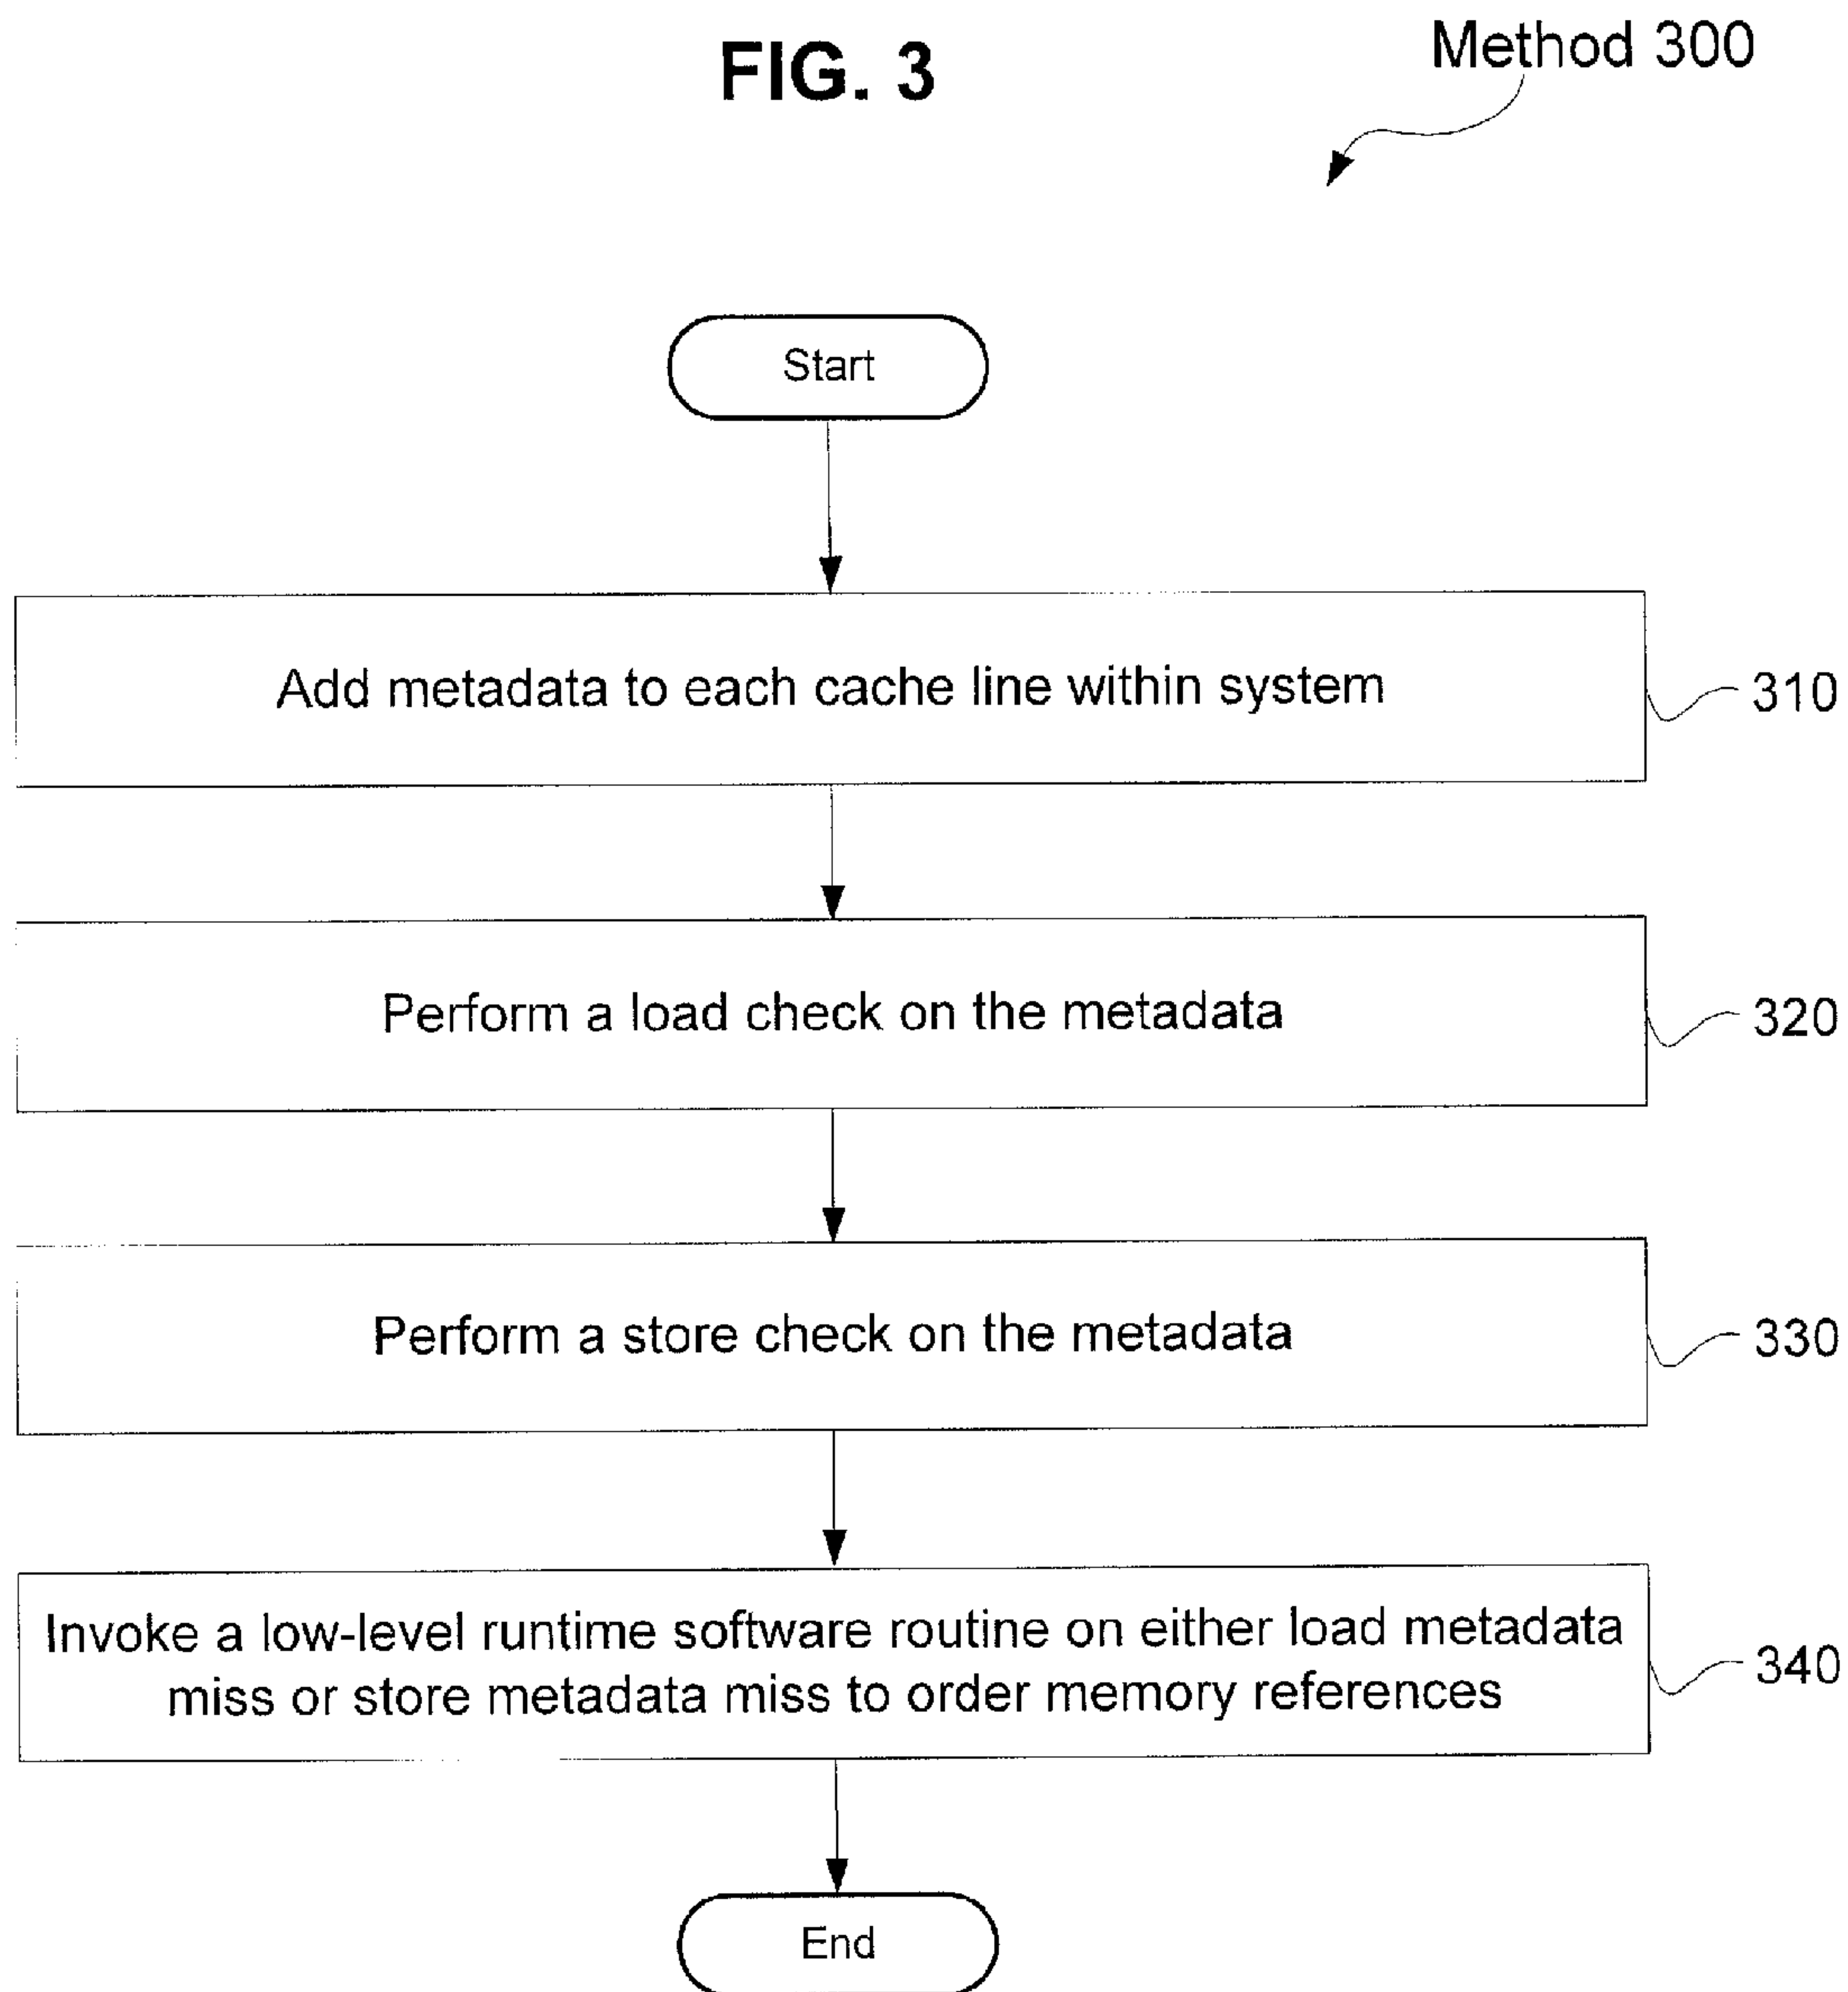 FIG. 3
Method 300
Start
Add metadata to each cache line within system
310
Perform a load check on the metadata
320
Perform a store check on the metadata
330
Invoke a low-level runtime software routine on either load metadata
miss or store metadata miss to order memory references
340
End